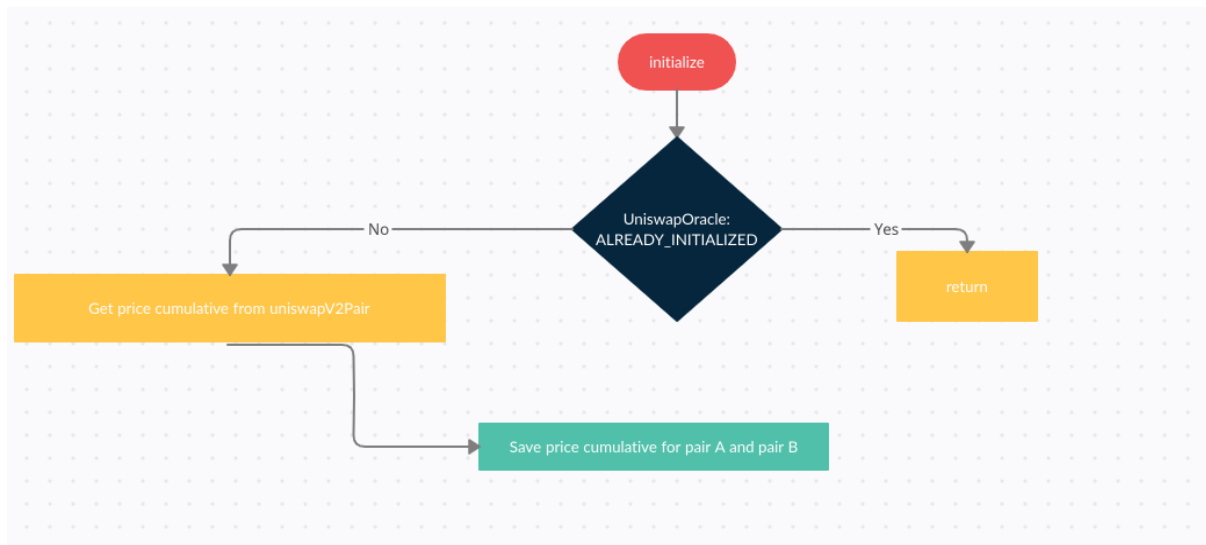 initialize
UniswapOracle:
ALREADY_INITIALIZED
No
Yes
Get price cumulative from uniswapV2Pair
return
Save price cumulative for pair A and pair B